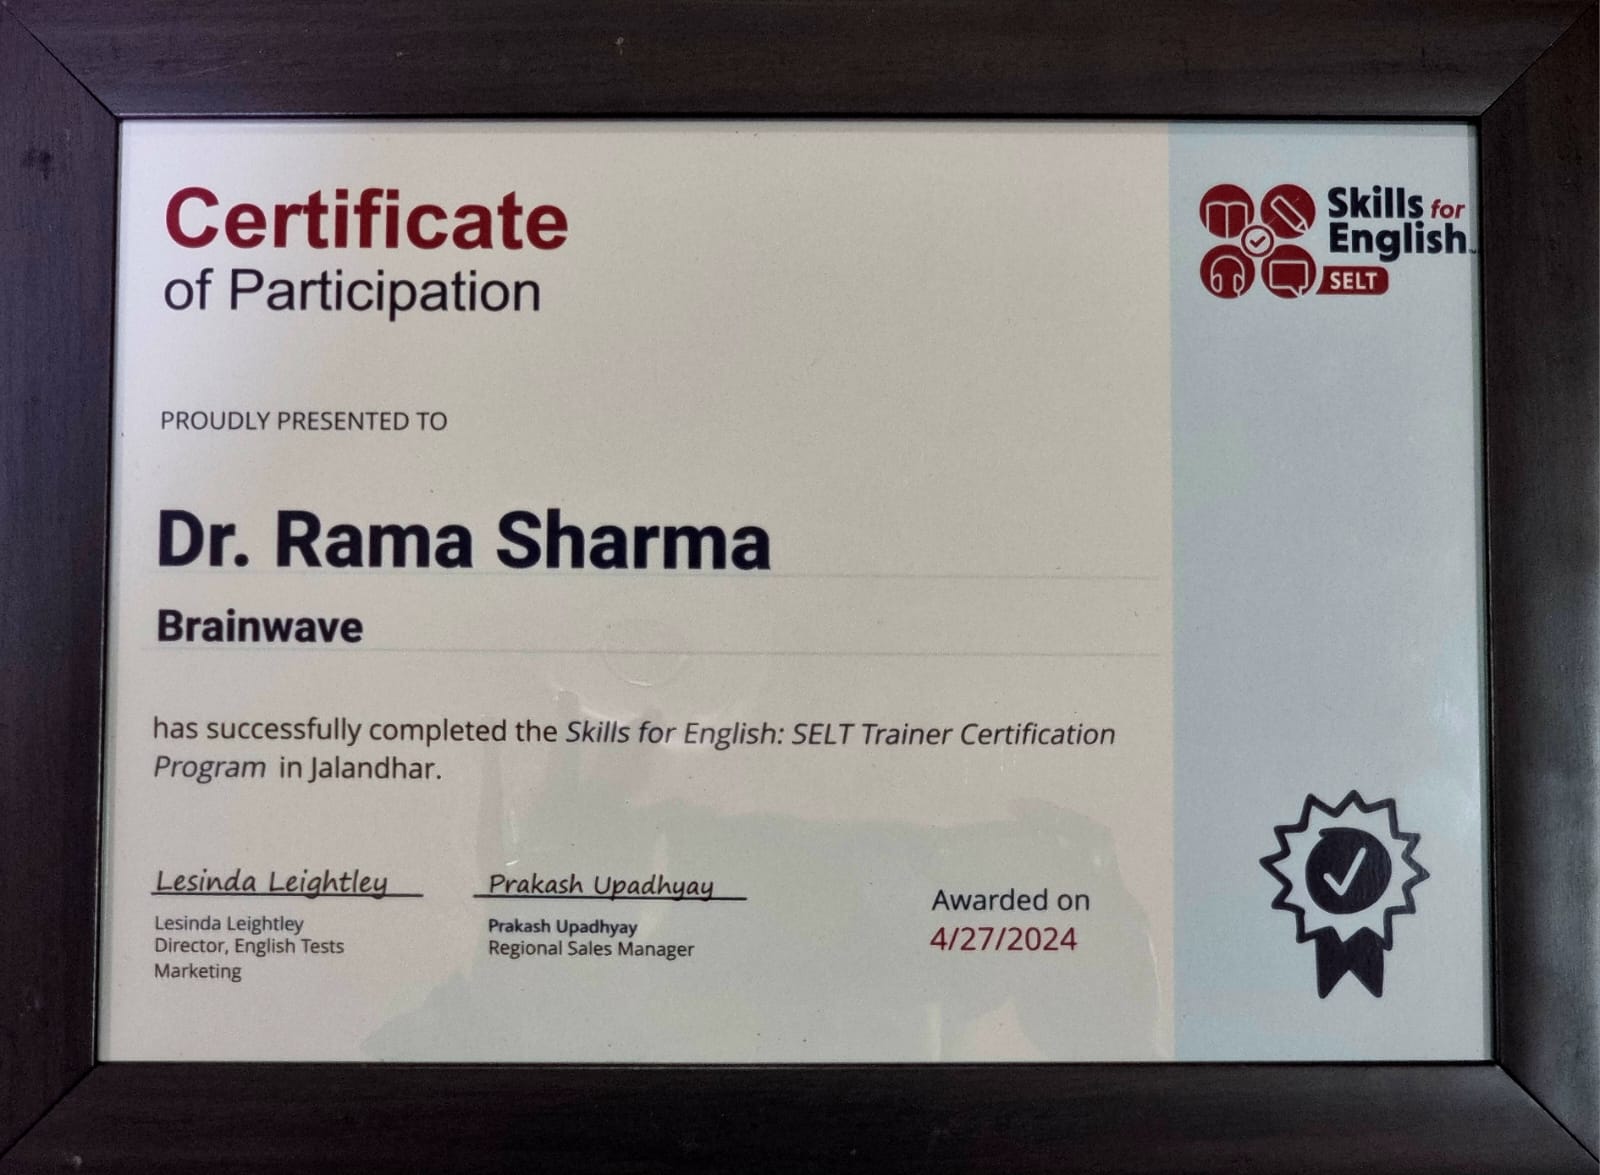 Certificate
of Participation
Skills for
English™
SELT
PROUDLY PRESENTED TO
Dr. Rama Sharma
Brainwave
has successfully completed the Skills for English: SELT Trainer Certification
Program in Jalandhar.
Lesinda Leightley
Lesinda Leightley
Director, English Tests
Marketing
Prakash Upadhyay
Prakash Upadhyay
Regional Sales Manager
Awarded on
4/27/2024